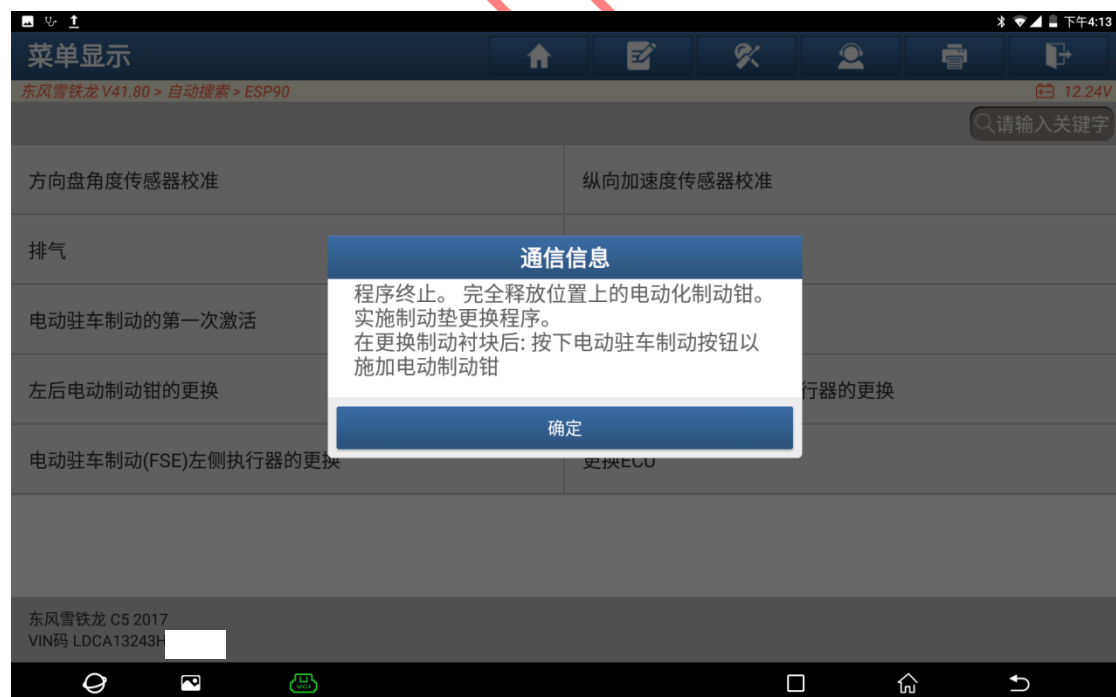 下午4:13
菜单显示
东风雪铁龙 V41.80 > 自动搜索 > ESP90
12.24V
请输入关键字
方向盘角度传感器校准
纵向加速度传感器校准
排气
通信信息
程序终止。 完全释放位置上的电动化制动钳。
实施制动垫更换程序。
在更换制动衬块后: 按下电动驻车制动按钮以
施加电动制动钳
电动驻车制动的第一次激活
左后电动制动钳的更换
行器的更换
确定
电动驻车制动(FSE)左侧执行器的更换
更换ECU
东风雪铁龙 C5 2017
VIN码 LDCA13243H
VCI